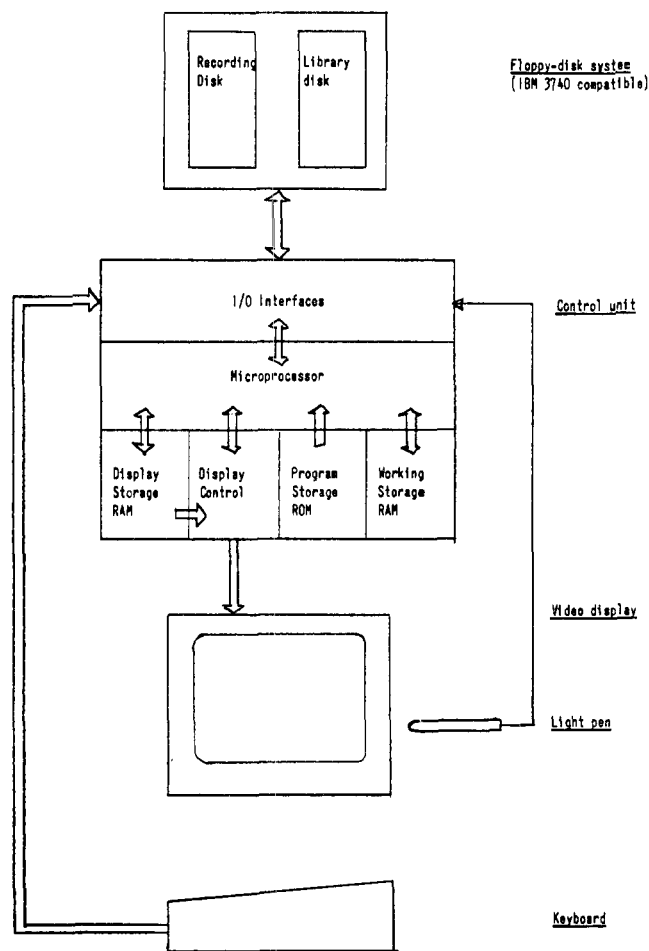 Recording
Disk
Library
disk
Floppy-disk system
(IBM 3740 compatible)
I/O Interfaces
Control unit
Microprocessor
Display
Storage
RAM
Display
Control
Program
Storage
ROM
Working
Storage
RAM
Video display
Light pen
Keyboard